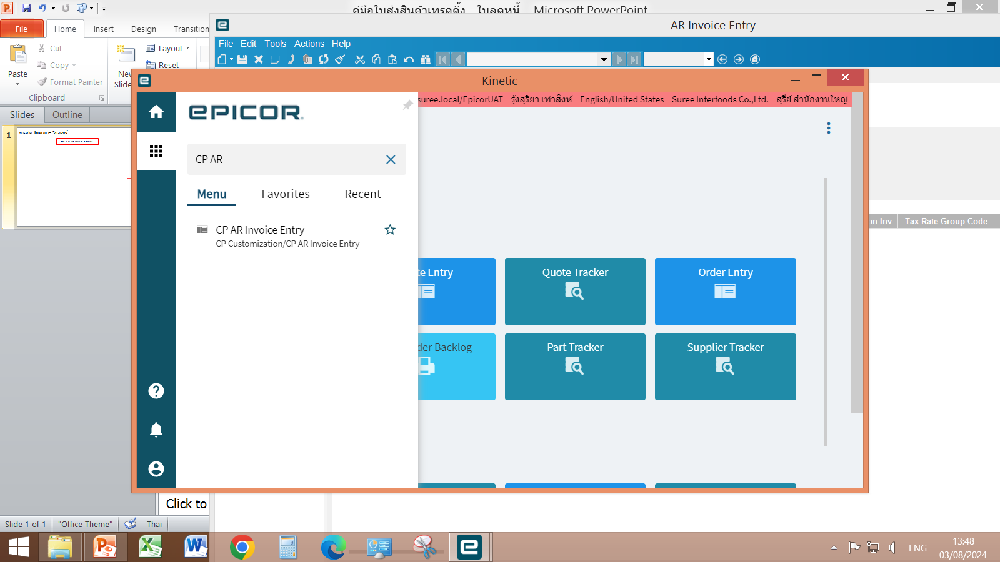 คู่มือใบส่งสินค้าเทรดดิ้ง - ใบลดหนี้ - Microsoft PowerPoint
File
Home
Insert
Design
Transition
Paste
Cut
Copy
Format Painter
Clipboard
New
Slide
Layout
Reset
Slides
Outline
1
การเปิด Invoice ใบลดหนี้
CP AR INVOICE ENTRY
Click to
Slide 1 of 1
"Office Theme"
Thai
AR Invoice Entry
File Edit Tools Actions Help
on Inv
Tax Rate Group Code
Kinetic
suree.local/EpicorUAT รุ้งสุริยา เท่าสิงห์ English/United States Suree Interfoods Co.,Ltd. สุรีย์ สำนักงานใหญ่
EPICOR
CP AR
Menu
Favorites
Recent
CP AR Invoice Entry
CP Customization/CP AR Invoice Entry
te Entry
Quote Tracker
Order Entry
der Backlog
Part Tracker
Supplier Tracker
ENG
13:48
03/08/2024